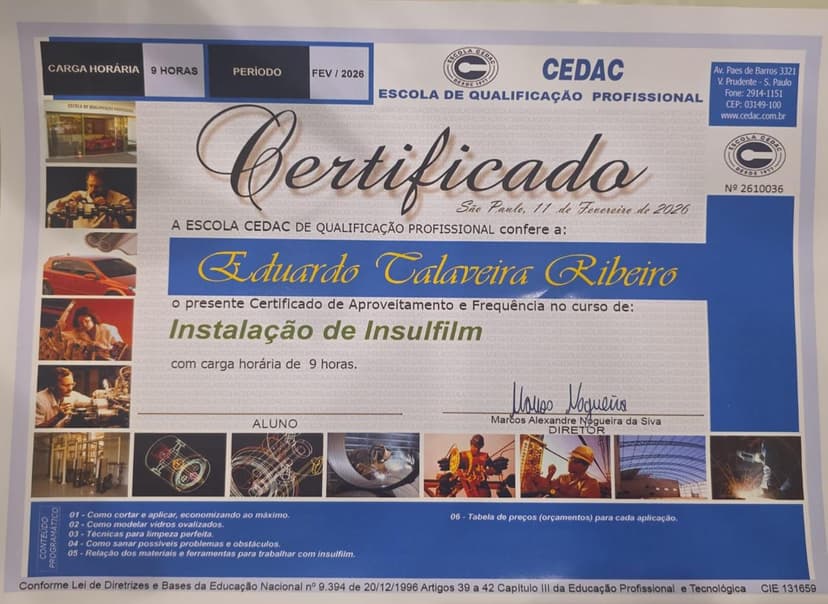 CARGA HORÁRIA 9 HORAS PERÍODO FEV / 2026
ESCOLA CEDAC
DESDE 1977
CEDAC
ESCOLA DE QUALIFICAÇÃO PROFISSIONAL
Av. Paes de Barros 3321
V. Prudente - S. Paulo
Fone: 2914-1151
CEP: 03149-100
www.cedac.com.br
ESCOLA CEDAC
DESDE 1977
Nº 2610036
Certificado
São Paulo, 11 de Fevereiro de 2026
A ESCOLA CEDAC DE QUALIFICAÇÃO PROFISSIONAL confere a:
Eduardo Talaveira Ribeiro
o presente Certificado de Aproveitamento e Frequência no curso de:
Instalação de Insulfilm
com carga horária de 9 horas.
Marcos Nogueira
ALUNO
Marcos Alexandre Nogueira da Siva
DIRETOR
CONTEÚDO
PROGRAMÁTICO
01 - Como cortar e aplicar, economizando ao máximo.
02 - Como modelar vidros ovalizados.
03 - Técnicas para limpeza perfeita.
04 - Como sanar possíveis problemas e obstáculos.
05 - Relação dos materiais e ferramentas para trabalhar com insulfilm.
06 - Tabela de preços (orçamentos) para cada aplicação.
Conforme Lei de Diretrizes e Bases da Educação Nacional nº 9.394 de 20/12/1996 Artigos 39 a 42 Capítulo III da Educação Profissional e Tecnológica CIE 131659